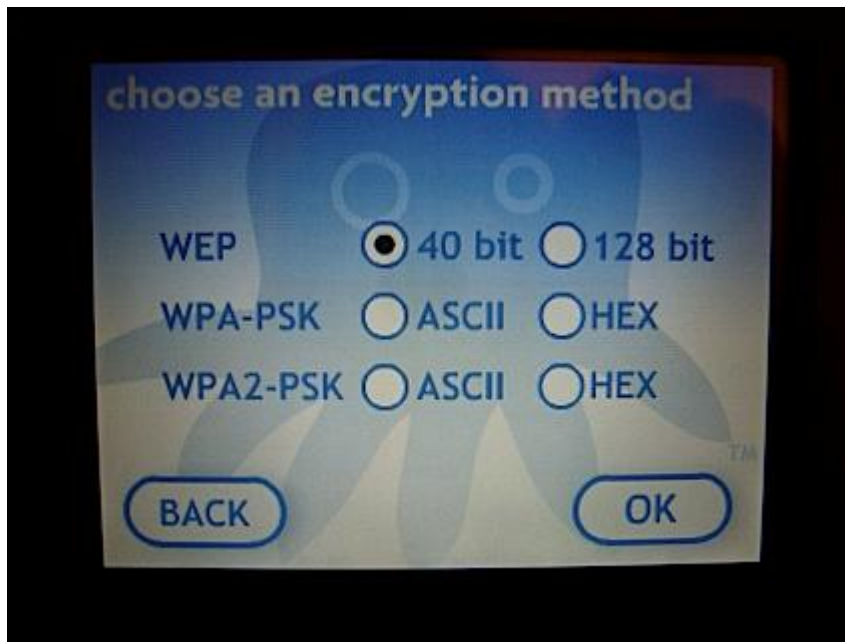 choose an encryption method
WEP 40 bit 128 bit
WPA-PSK ASCII HEX
WPA2-PSK ASCII HEX
TM
BACK OK